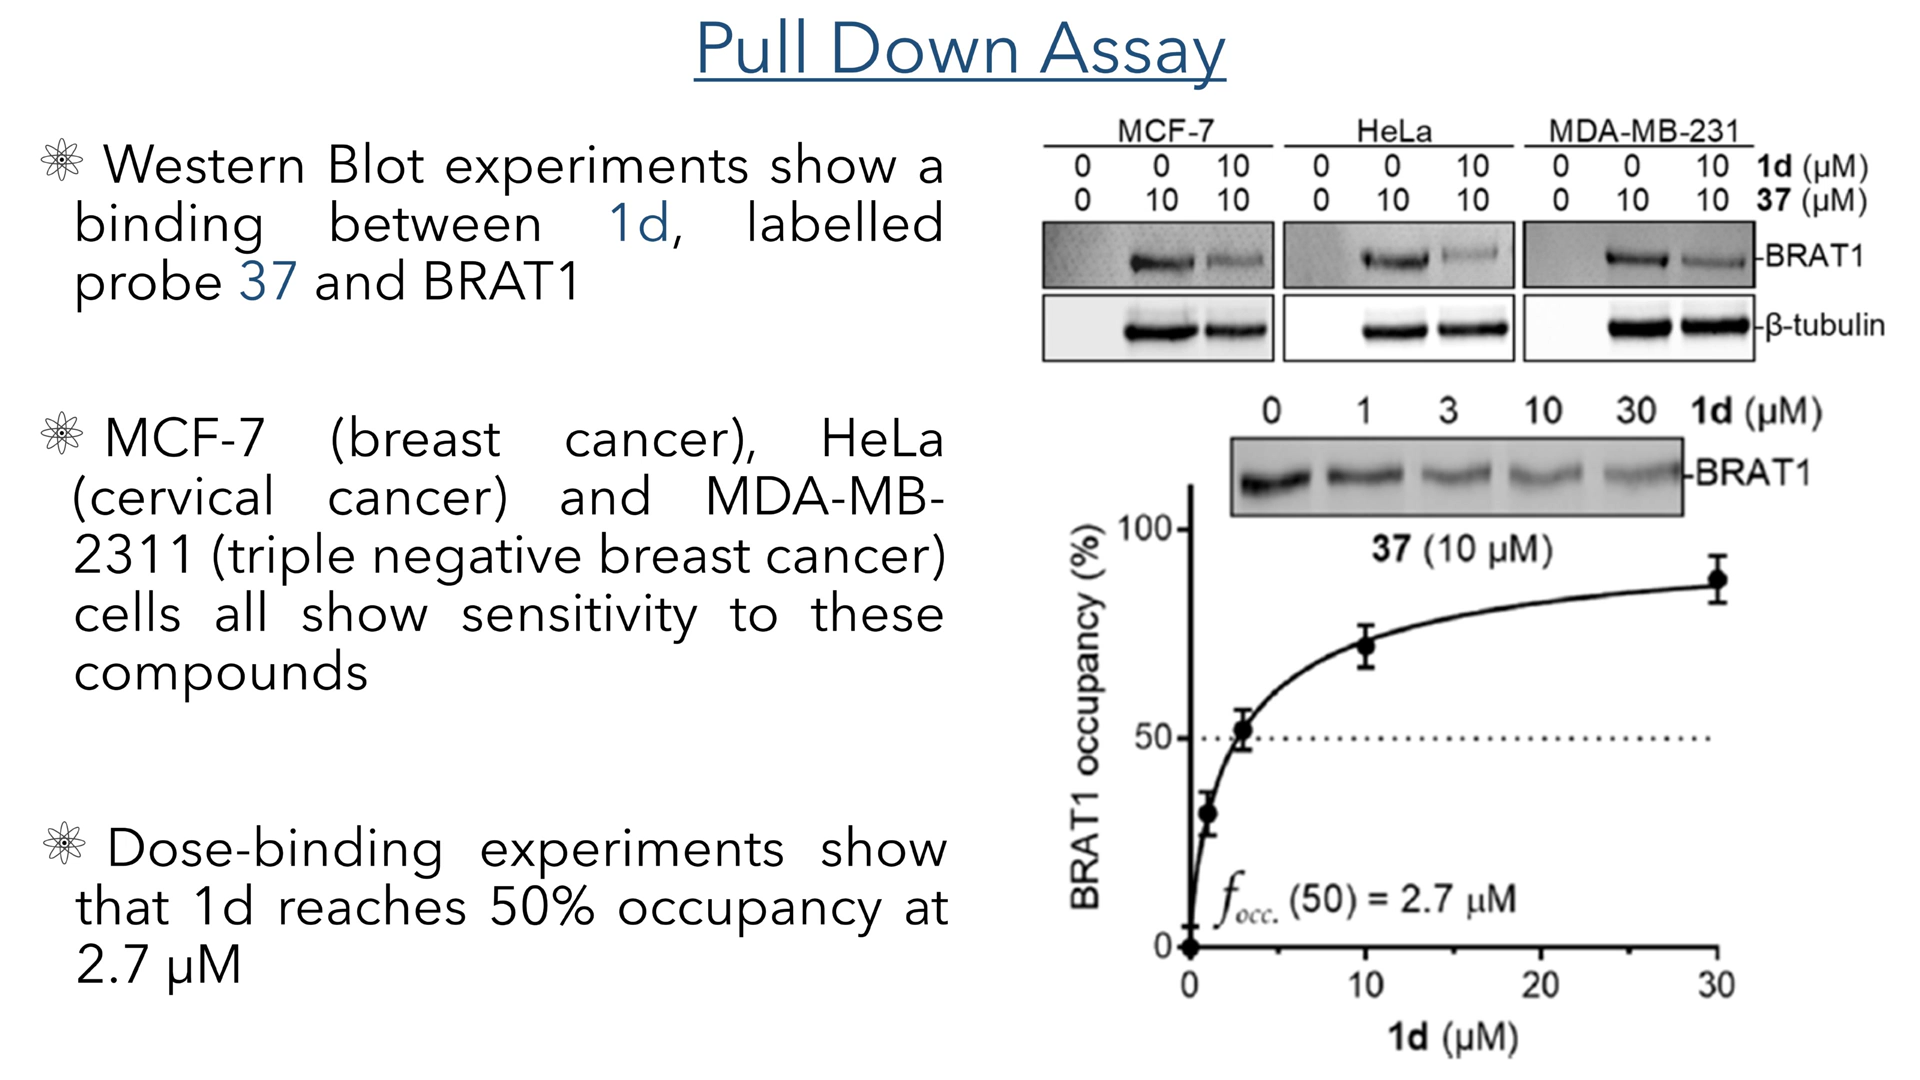 Pull Down Assay
Western Blot experiments show a
binding between 1d, labelled
probe 37 and BRAT1
MCF-7 (breast cancer), HeLa
(cervical cancer) and MDA-MB-
2311 (triple negative breast cancer)
cells all show sensitivity to these
compounds
Dose-binding experiments show
that 1d reaches 50% occupancy at
2.7 µM
MCF-7 HeLa MDA-MB-231
0 0 10 0 0 10 0 0 10 1d (µM)
0 10 10 0 10 10 0 10 10 37 (µM)
-BRAT1
-β-tubulin
0 1 3 10 30 1d (µM)
-BRAT1
37 (10 µM)
BRAT1 occupancy (%)
100
50
0
focc. (50) = 2.7 µM
0 10 20 30
1d (µM)